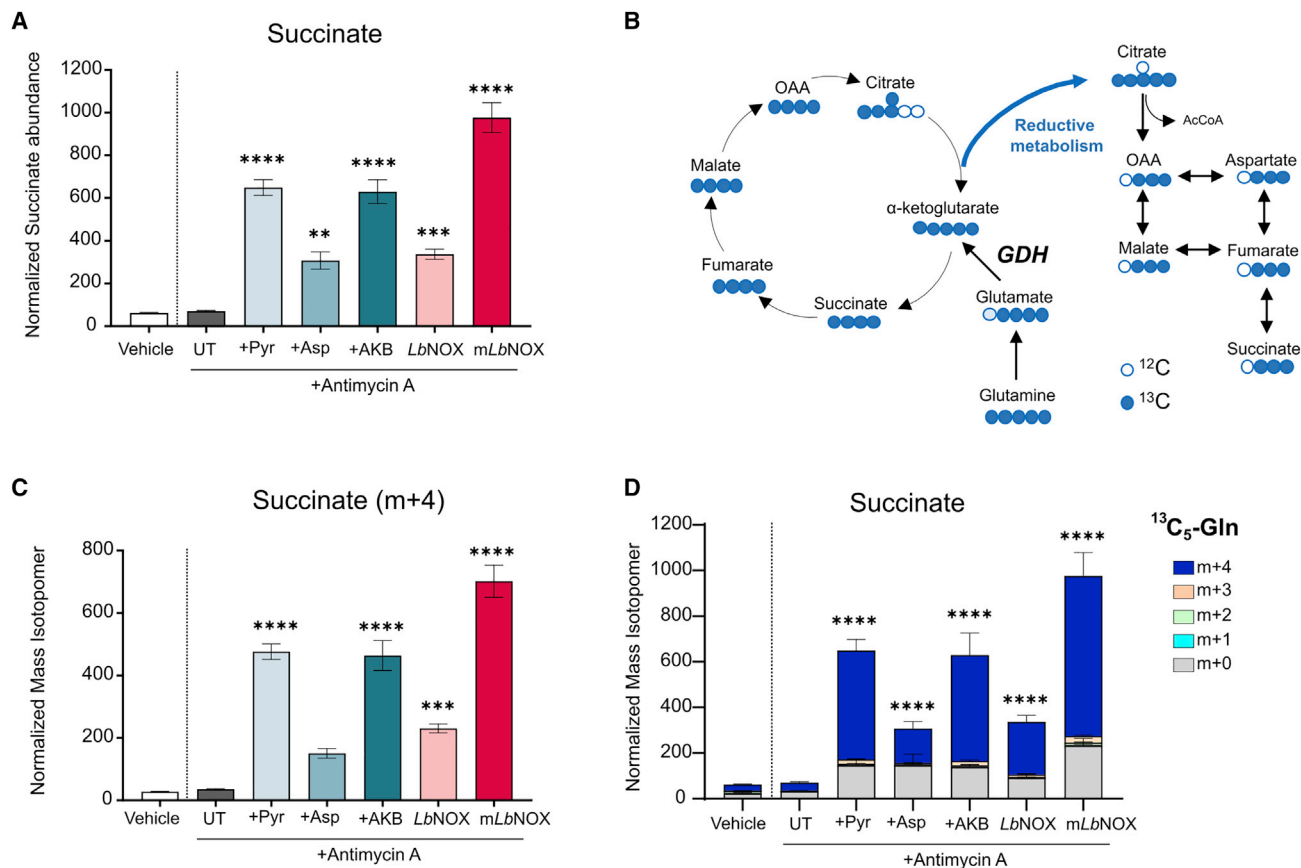 A
Succinate
Normalized Succinate abundance
1200
1000
800
600
400
200
0
****
**
****
***
****
Vehicle
UT
+Pyr
+Asp
+AKB
LbNOX
mLbNOX
+Antimycin A
B
OAA
Citrate
Malate
α-ketoglutarate
Fumarate
Succinate
GDH
Glutamate
Glutamine
Reductive
metabolism
Citrate
AcCoA
OAA
Aspartate
Malate
Fumarate
Succinate
¹²C
¹³C
C
Succinate (m+4)
Normalized Mass Isotopomer
800
600
400
200
0
****
****
***
****
Vehicle
UT
+Pyr
+Asp
+AKB
LbNOX
mLbNOX
+Antimycin A
D
Succinate
Normalized Mass Isotopomer
1200
1000
800
600
400
200
0
****
****
****
****
****
Vehicle
UT
+Pyr
+Asp
+AKB
LbNOX
mLbNOX
+Antimycin A
¹³C₅-Gln
m+4
m+3
m+2
m+1
m+0